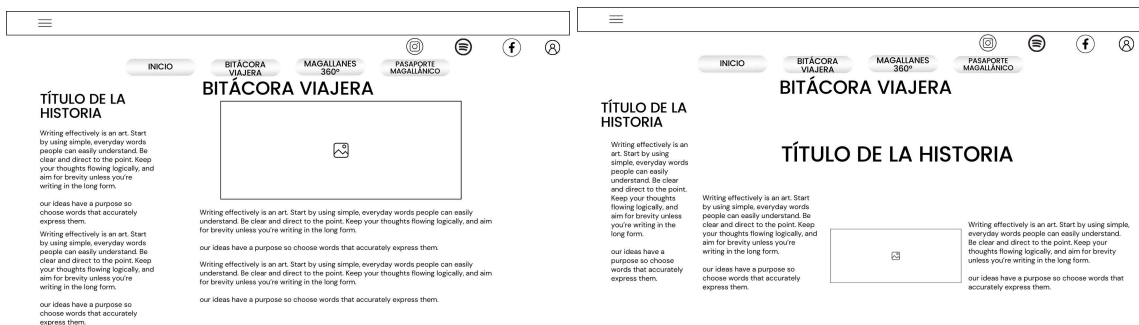 INICIO
BITÁCORA
VIAJERA
MAGALLANES
360º
PASAPORTE
MAGALLÁNICO
BITÁCORA VIAJERA
TÍTULO DE LA
HISTORIA
Writing effectively is an art. Start
by using simple, everyday words
people can easily understand. Be
clear and direct to the point. Keep
your thoughts flowing logically, and
aim for brevity unless you're
writing in the long form.
our ideas have a purpose so
choose words that accurately
express them.
Writing effectively is an art. Start
by using simple, everyday words
people can easily understand. Be
clear and direct to the point. Keep
your thoughts flowing logically, and
aim for brevity unless you're
writing in the long form.
our ideas have a purpose so
choose words that accurately
express them.
Writing effectively is an art. Start by using simple, everyday words people can easily
understand. Be clear and direct to the point. Keep your thoughts flowing logically, and aim
for brevity unless you're writing in the long form.
our ideas have a purpose so choose words that accurately express them.
Writing effectively is an art. Start by using simple, everyday words people can easily
understand. Be clear and direct to the point. Keep your thoughts flowing logically, and aim
for brevity unless you're writing in the long form.
our ideas have a purpose so choose words that accurately express them.
INICIO
BITÁCORA
VIAJERA
MAGALLANES
360º
PASAPORTE
MAGALLÁNICO
BITÁCORA VIAJERA
TÍTULO DE LA
HISTORIA
Writing effectively is an
art. Start by using
simple, everyday words
people can easily
understand. Be clear
and direct to the point.
Keep your thoughts
flowing logically, and
aim for brevity unless
you're writing in the
long form.
our ideas have a
purpose so choose
words that accurately
express them.
TÍTULO DE LA HISTORIA
Writing effectively is an art. Start
by using simple, everyday words
people can easily understand. Be
clear and direct to the point. Keep
your thoughts flowing logically, and
aim for brevity unless you're
writing in the long form.
our ideas have a purpose so
choose words that accurately
express them.
Writing effectively is an art. Start by using simple,
everyday words people can easily understand.
Be clear and direct to the point. Keep your
thoughts flowing logically, and aim for brevity
unless you're writing in the long form.
our ideas have a purpose so choose words that
accurately express them.